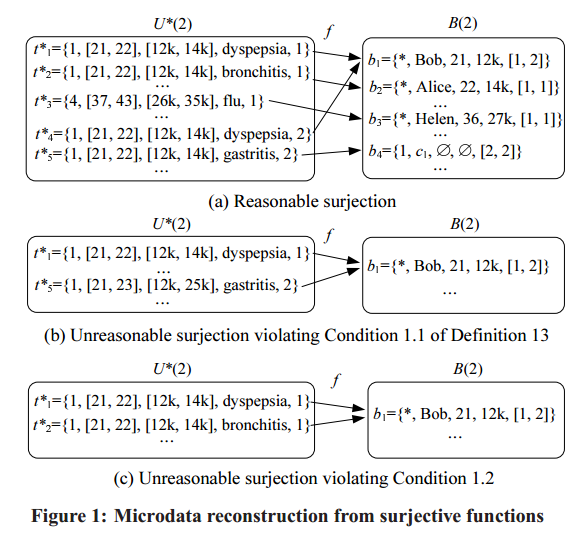 U*(2) f B(2)
t*₁={1, [21, 22], [12k, 14k], dyspepsia, 1}
b₁={*, Bob, 21, 12k, [1, 2]}
t*₂={1, [21, 22], [12k, 14k], bronchitis, 1}
b₂={*, Alice, 22, 14k, [1, 1]}
...
...
t*₃={4, [37, 43], [26k, 35k], flu, 1}
b₃={*, Helen, 36, 27k, [1, 1]}
...
...
t*₄={1, [21, 22], [12k, 14k], dyspepsia, 2}
b₄={1, c₁, ∅, ∅, [2, 2]}
t*₅={1, [21, 22], [12k, 14k], gastritis, 2}
...
...
(a) Reasonable surjection
U*(2) f B(2)
t*₁={1, [21, 22], [12k, 14k], dyspepsia, 1}
...
b₁={*, Bob, 21, 12k, [1, 2]}
t*₅={1, [21, 23], [12k, 25k], gastritis, 2}
...
...
(b) Unreasonable surjection violating Condition 1.1 of Definition 13
U*(2) f B(2)
t*₁={1, [21, 22], [12k, 14k], dyspepsia, 1}
b₁={*, Bob, 21, 12k, [1, 2]}
t*₂={1, [21, 22], [12k, 14k], bronchitis, 1}
...
...
(c) Unreasonable surjection violating Condition 1.2
Figure 1: Microdata reconstruction from surjective functions